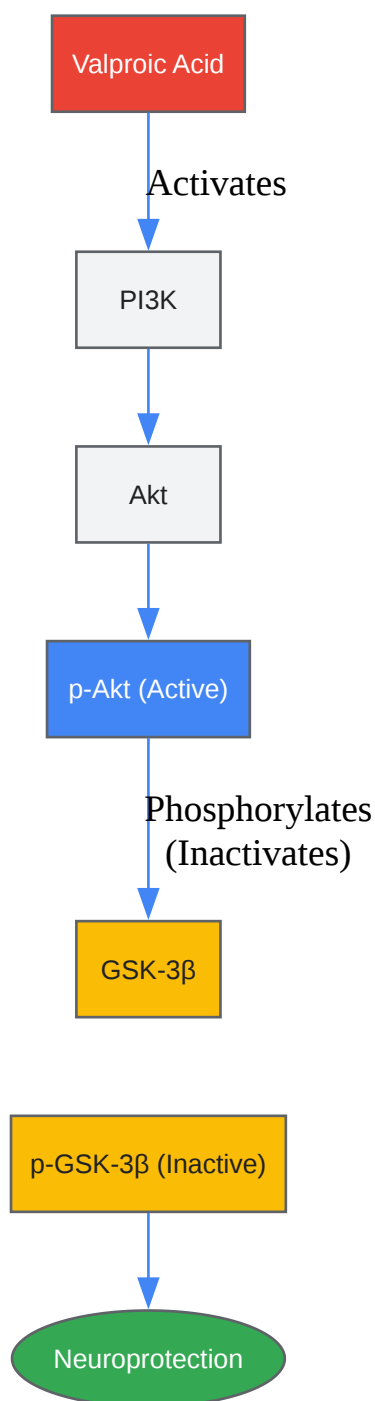 Valproic Acid
Activates
PI3K
Akt
p-Akt (Active)
Phosphorylates
(Inactivates)
GSK-3β
p-GSK-3β (Inactive)
Neuroprotection